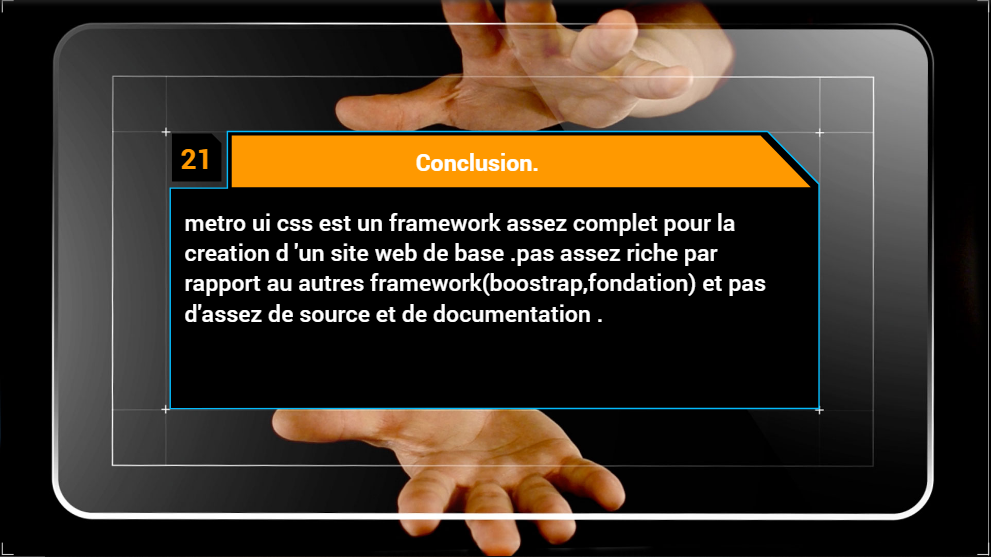 21
Conclusion.
metro ui css est un framework assez complet pour la
creation d 'un site web de base .pas assez riche par
rapport au autres framework(boostrap,fondation) et pas
d'assez de source et de documentation .